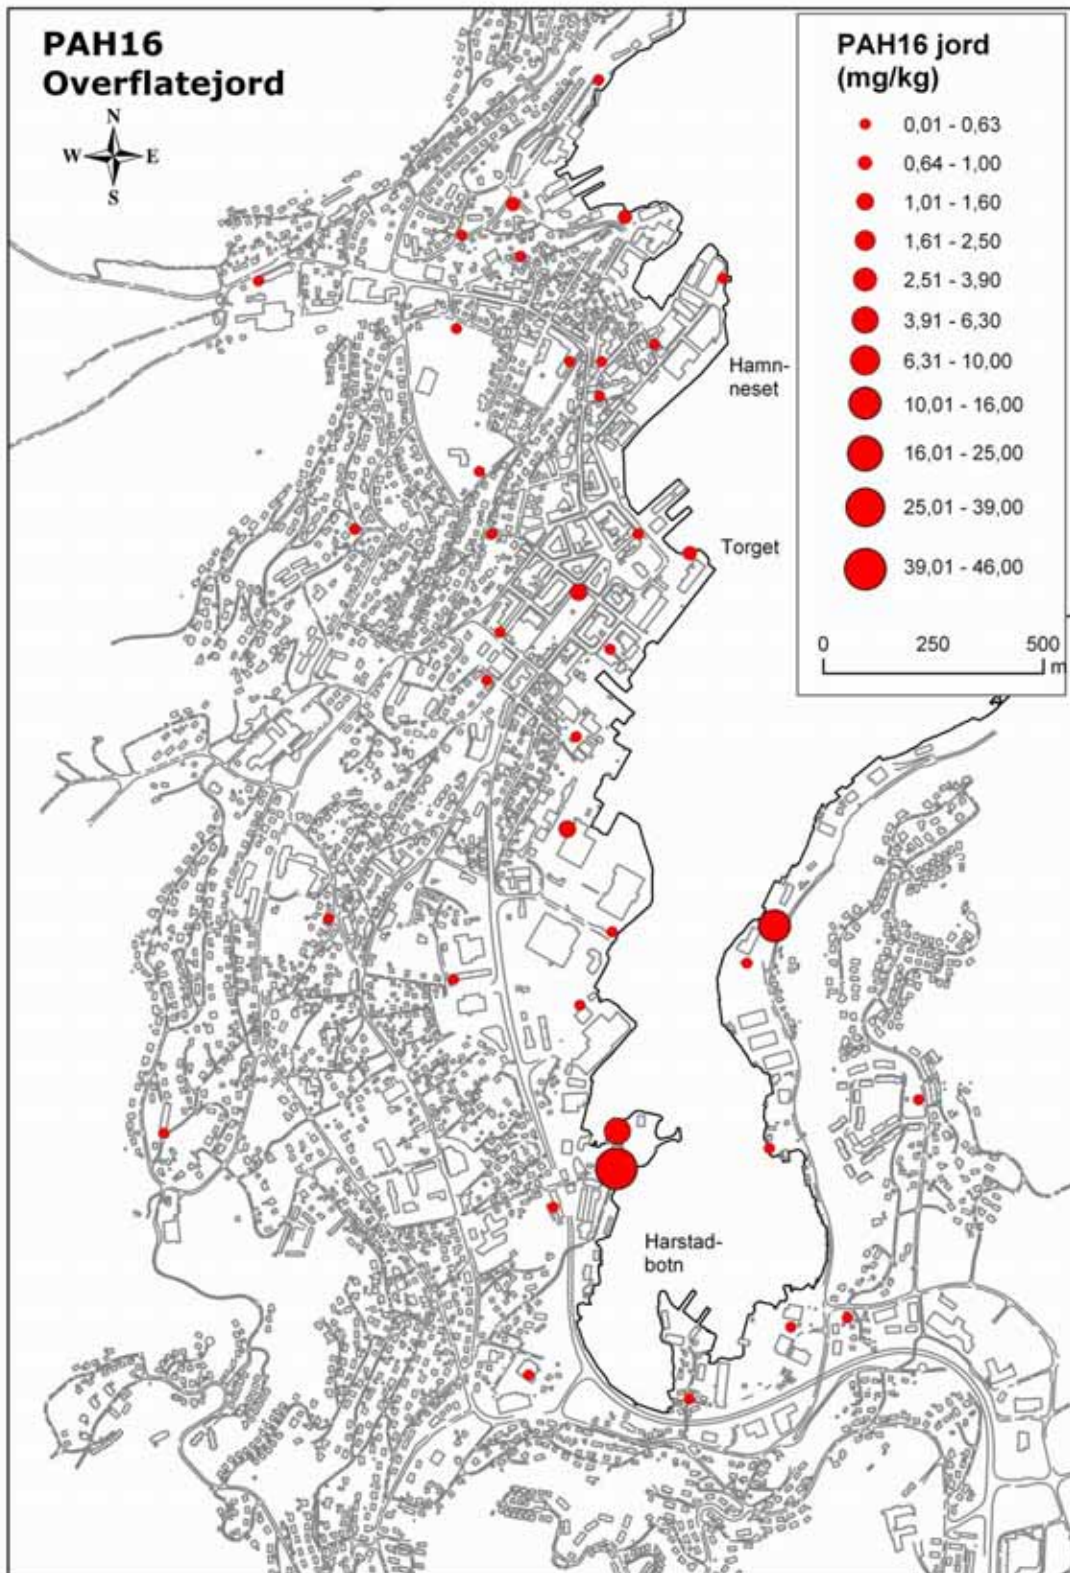 PAH16
Overflatejord
N
W E
S
PAH16 jord
(mg/kg)
0,01 - 0,63
0,64 - 1,00
1,01 - 1,60
1,61 - 2,50
2,51 - 3,90
3,91 - 6,30
6,31 - 10,00
10,01 - 16,00
16,01 - 25,00
25,01 - 39,00
39,01 - 46,00
0 250 500
m
Hamn-
neset
Torget
Harstad-
botn